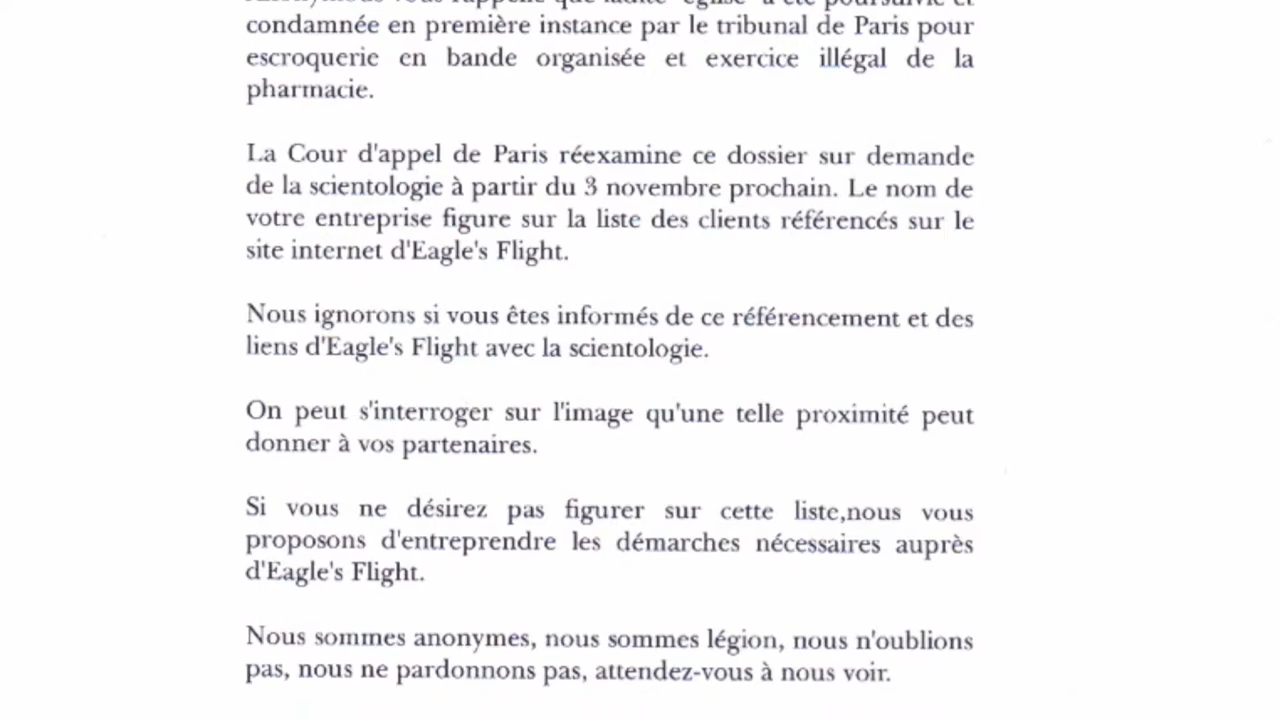 condamnée en première instance par le tribunal de Paris pour
escroquerie en bande organisée et exercice illégal de la
pharmacie.
La Cour d'appel de Paris réexamine ce dossier sur demande
de la scientologie à partir du 3 novembre prochain. Le nom de
votre entreprise figure sur la liste des clients référencés sur le
site internet d'Eagle's Flight.
Nous ignorons si vous êtes informés de ce référencement et des
liens d'Eagle's Flight avec la scientologie.
On peut s'interroger sur l'image qu'une telle proximité peut
donner à vos partenaires.
Si vous ne désirez pas figurer sur cette liste,nous vous
proposons d'entreprendre les démarches nécessaires auprès
d'Eagle's Flight.
Nous sommes anonymes, nous sommes légion, nous n'oublions
pas, nous ne pardonnons pas, attendez-vous à nous voir.